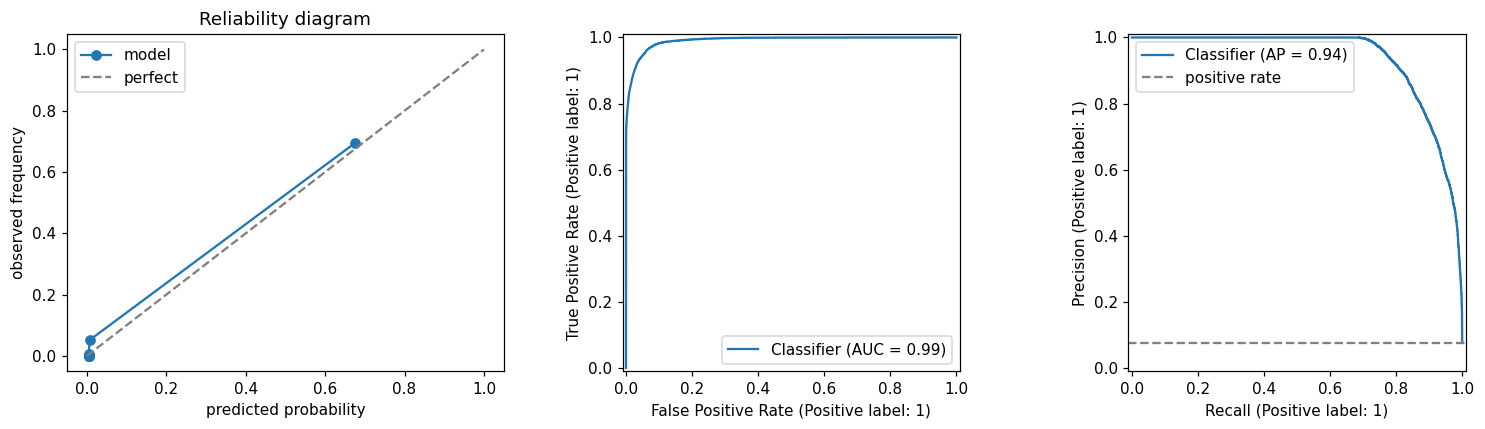 Reliability diagram
model
perfect
1.0
0.8
0.6
0.4
0.2
0.0
observed frequency
0.0 0.2 0.4 0.6 0.8 1.0
predicted probability
1.0
0.8
0.6
0.4
0.2
0.0
True Positive Rate (Positive label: 1)
Classifier (AUC = 0.99)
0.0 0.2 0.4 0.6 0.8 1.0
False Positive Rate (Positive label: 1)
Classifier (AP = 0.94)
positive rate
1.0
0.8
0.6
0.4
0.2
0.0
Precision (Positive label: 1)
0.0 0.2 0.4 0.6 0.8 1.0
Recall (Positive label: 1)